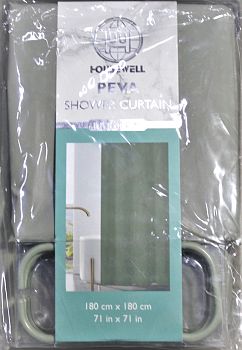 HOUSEWELL
PEVA
SHOWER CURTAIN
180 cm x 180 cm
71 in x 71 in